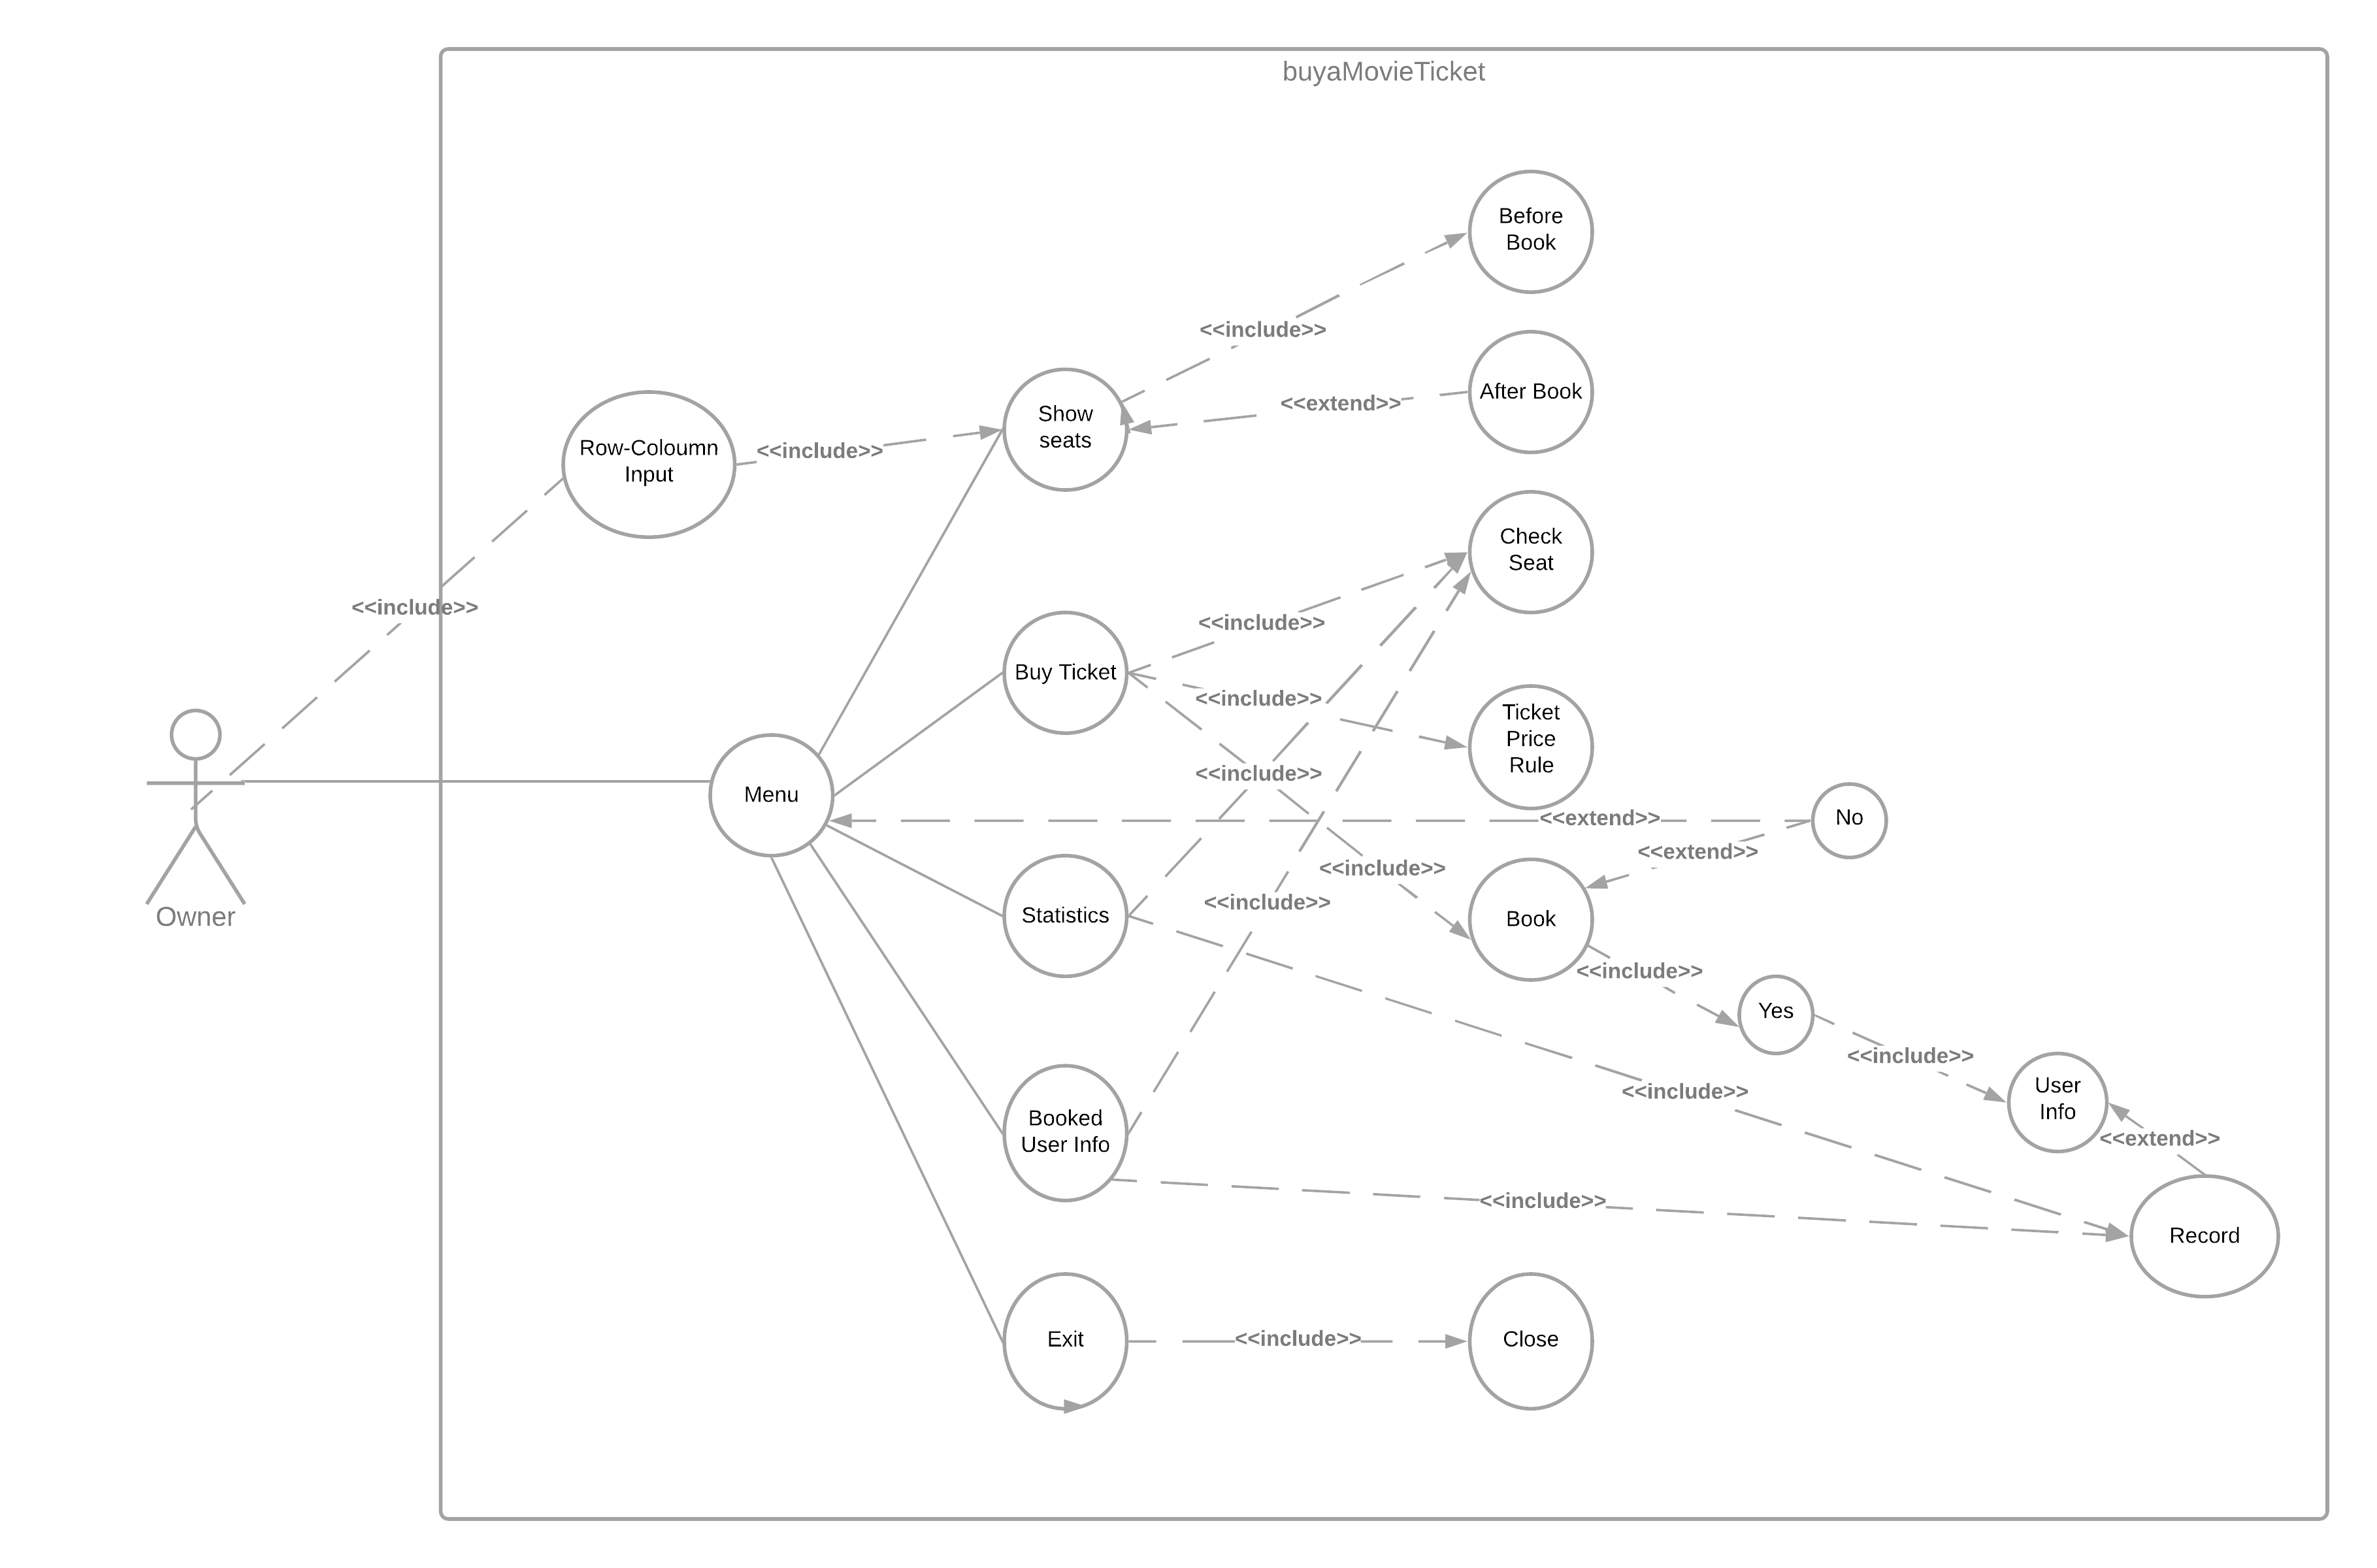 buyaMovieTicket
Before
Book
<<include>>
After Book
<<extend>>
Show
seats
Row-Coloumn
Input
<<include>>
Check
Seat
<<include>>
<<include>>
Buy Ticket
<<include>>
Ticket
Price
Rule
<<include>>
Menu
<<extend>>
No
<<extend>>
<<include>>
<<include>>
Owner
Statistics
Book
<<include>>
Yes
<<include>>
<<include>>
User
Info
Booked
User Info
<<extend>>
<<include>>
Record
Exit
<<include>>
Close